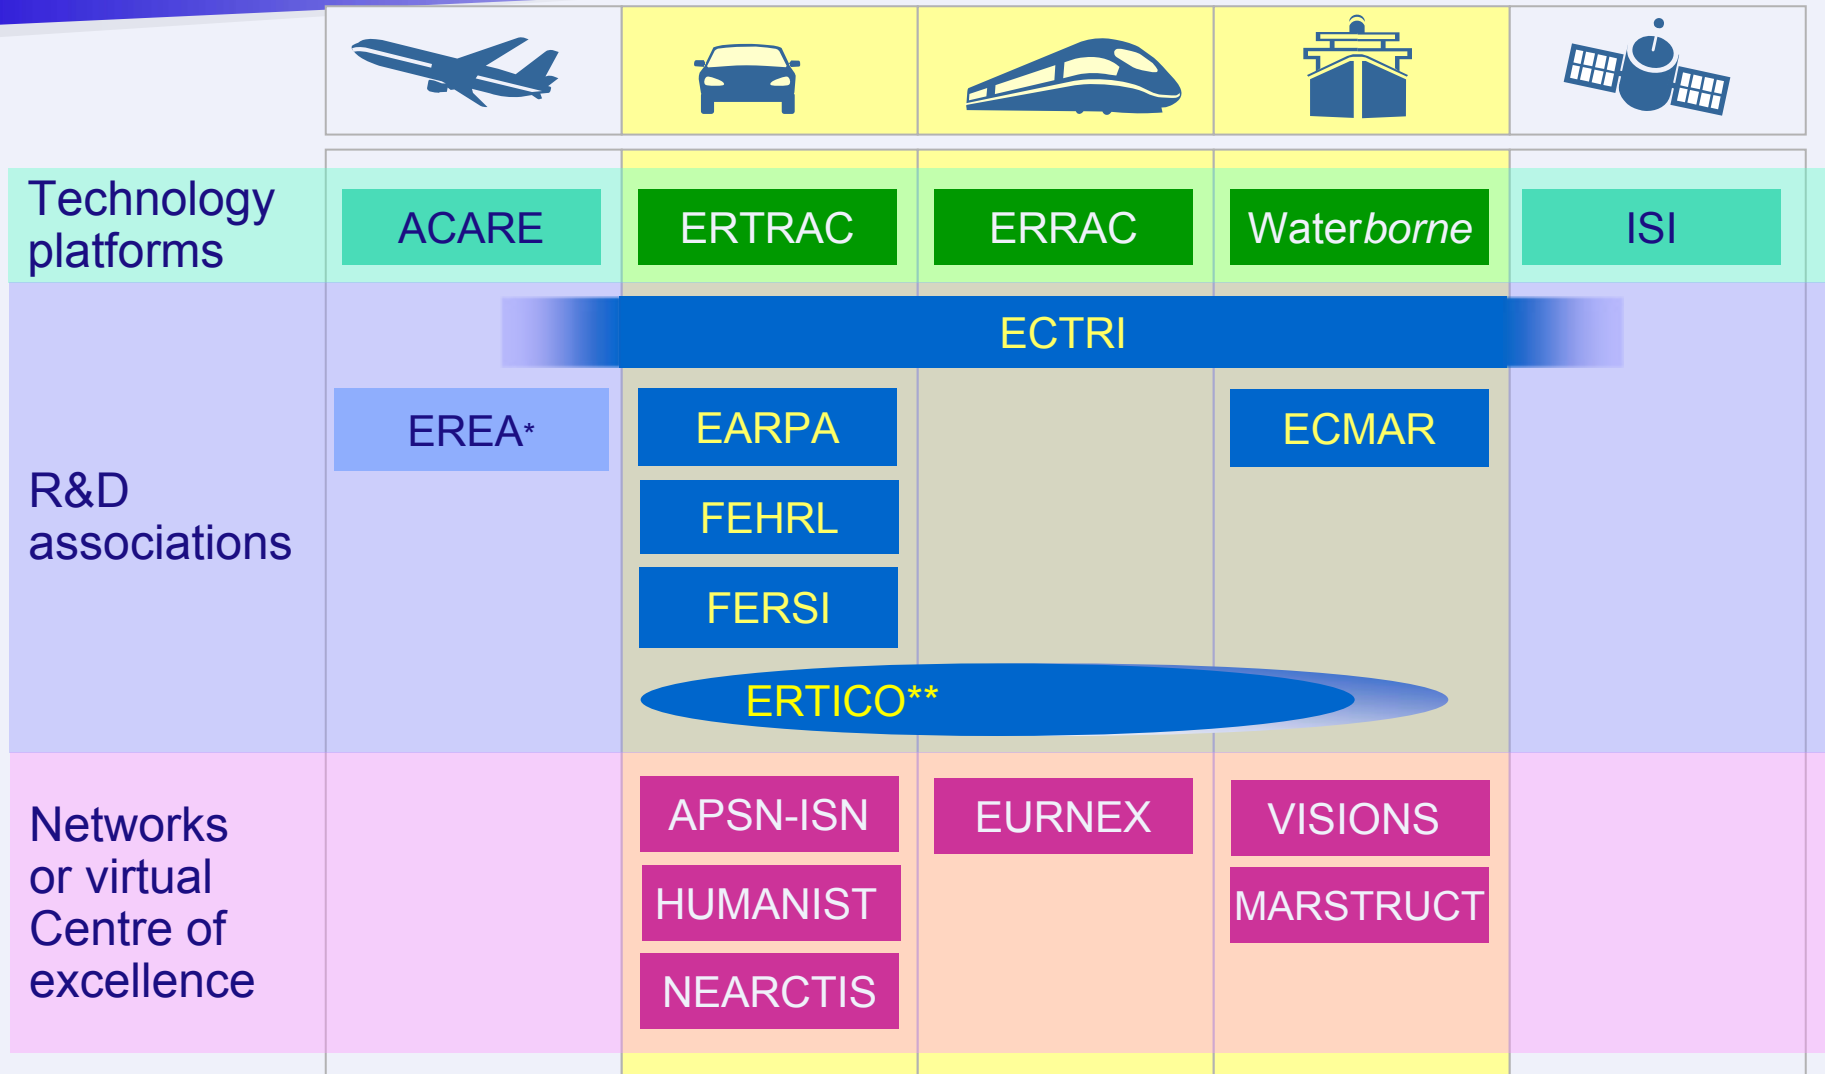 Technology
platforms
ACARE
ERTRAC
ERRAC
Waterborne
ISI
ECTRI
R&D
associations
EREA*
EARPA
ECMAR
FEHRL
FERSI
ERTICO**
Networks
or virtual
Centre of
excellence
APSN-ISN
EURNEX
VISIONS
HUMANIST
MARSTRUCT
NEARCTIS